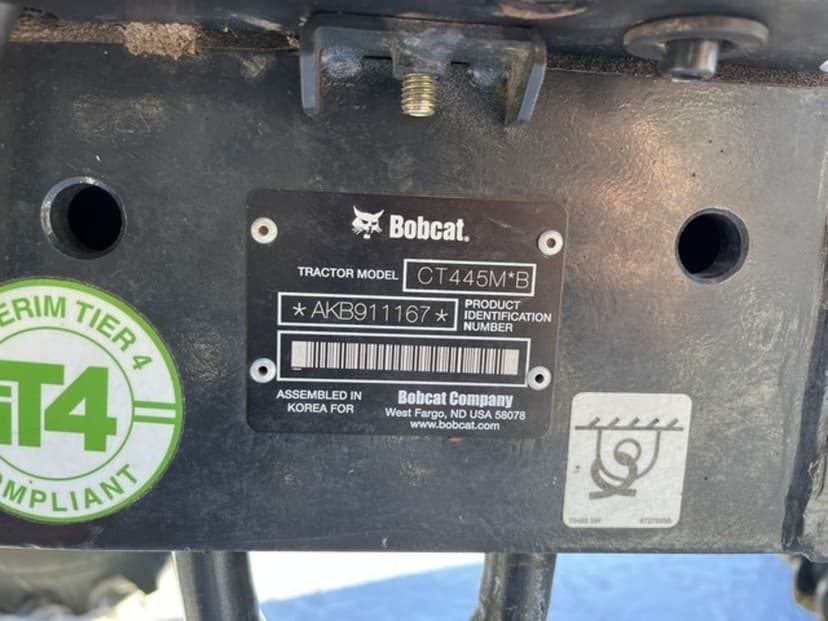 Bobcat.
TRACTOR MODEL CT445M*B
*AKB911167* PRODUCT
IDENTIFICATION
NUMBER
ASSEMBLED IN
KOREA FOR
Bobcat Company
West Fargo, ND USA 58078
www.bobcat.com
ERIM TIER 4
iT4
OMPLIANT